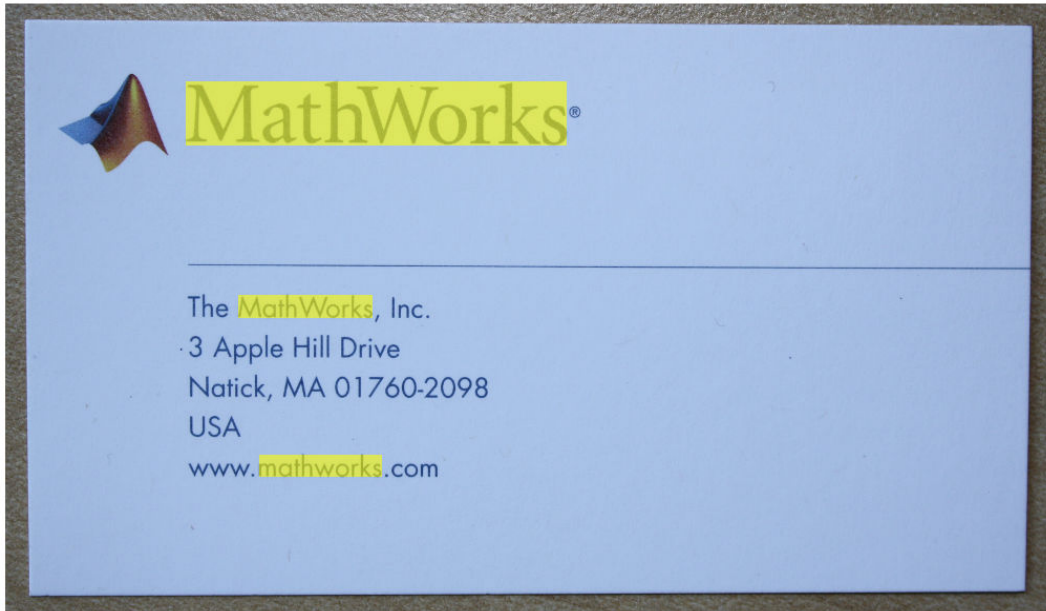 MathWorks®
The MathWorks, Inc.
3 Apple Hill Drive
Natick, MA 01760-2098
USA
www.mathworks.com